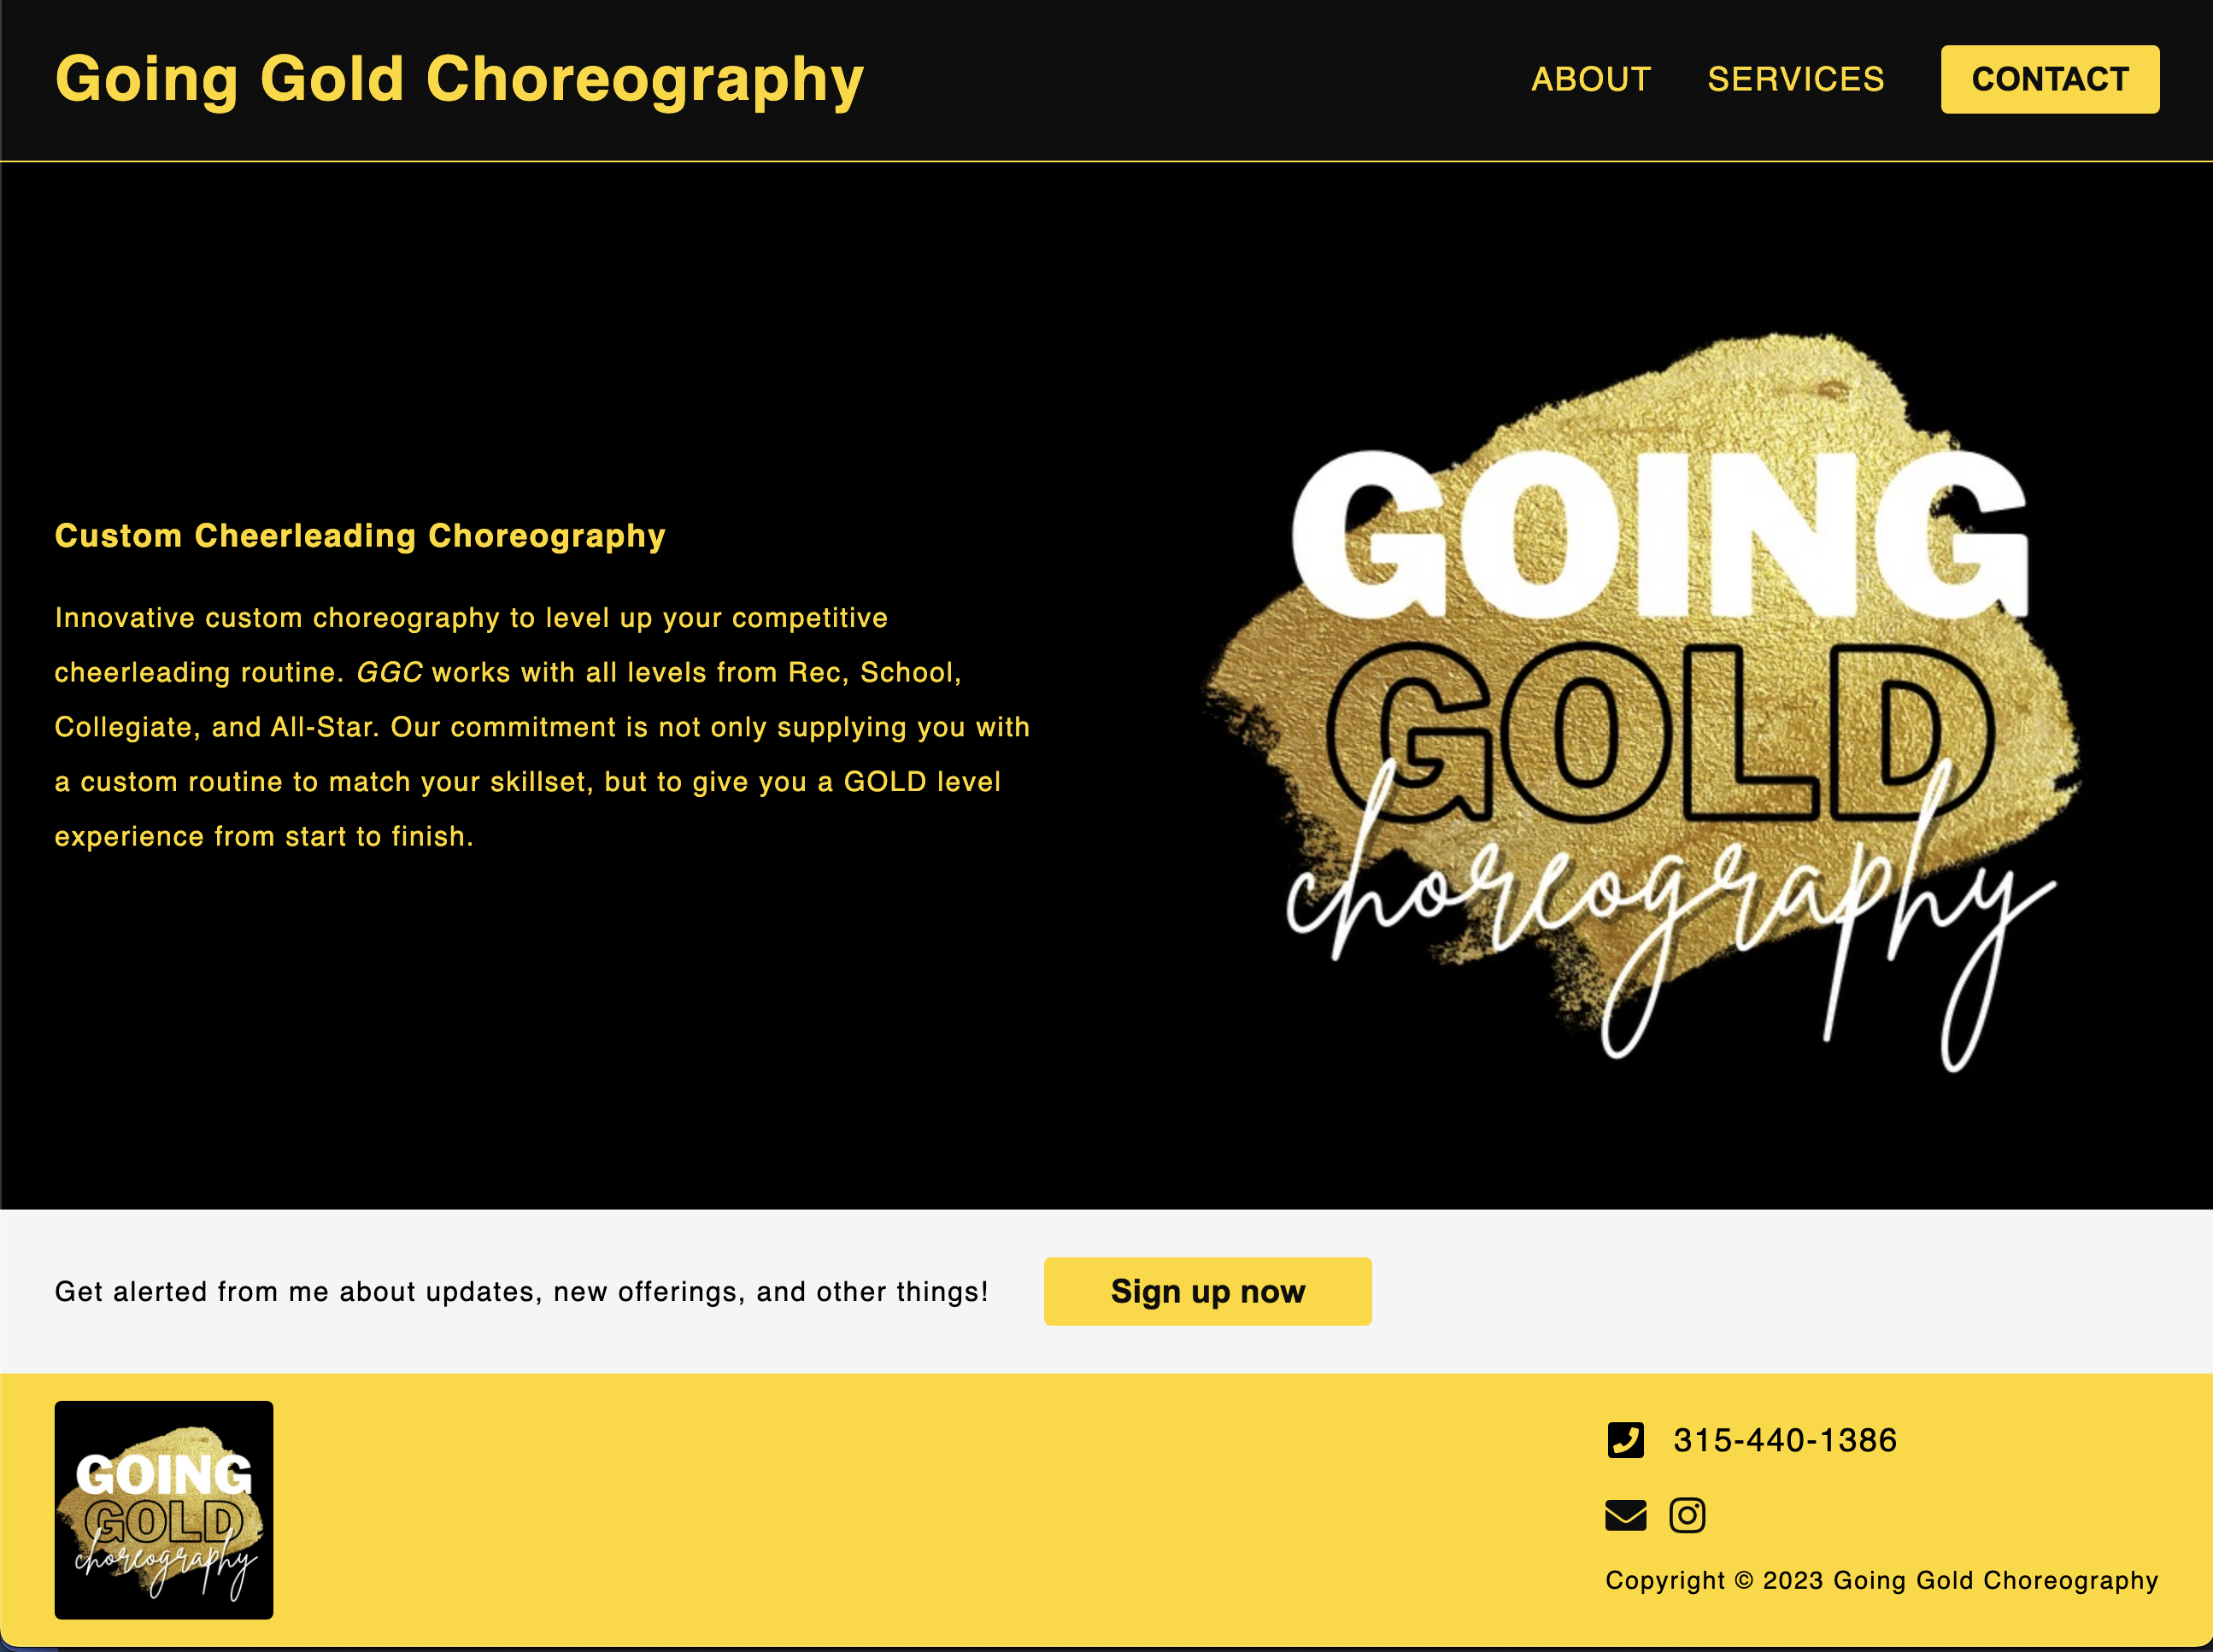 Going Gold Choreography
ABOUT SERVICES CONTACT
Custom Cheerleading Choreography
Innovative custom choreography to level up your competitive
cheerleading routine. GGC works with all levels from Rec, School,
Collegiate, and All-Star. Our commitment is not only supplying you with
a custom routine to match your skillset, but to give you a GOLD level
experience from start to finish.
GOING
GOLD
choreography
Get alerted from me about updates, new offerings, and other things!
Sign up now
GOING
GOLD
choreography
315-440-1386
Copyright © 2023 Going Gold Choreography